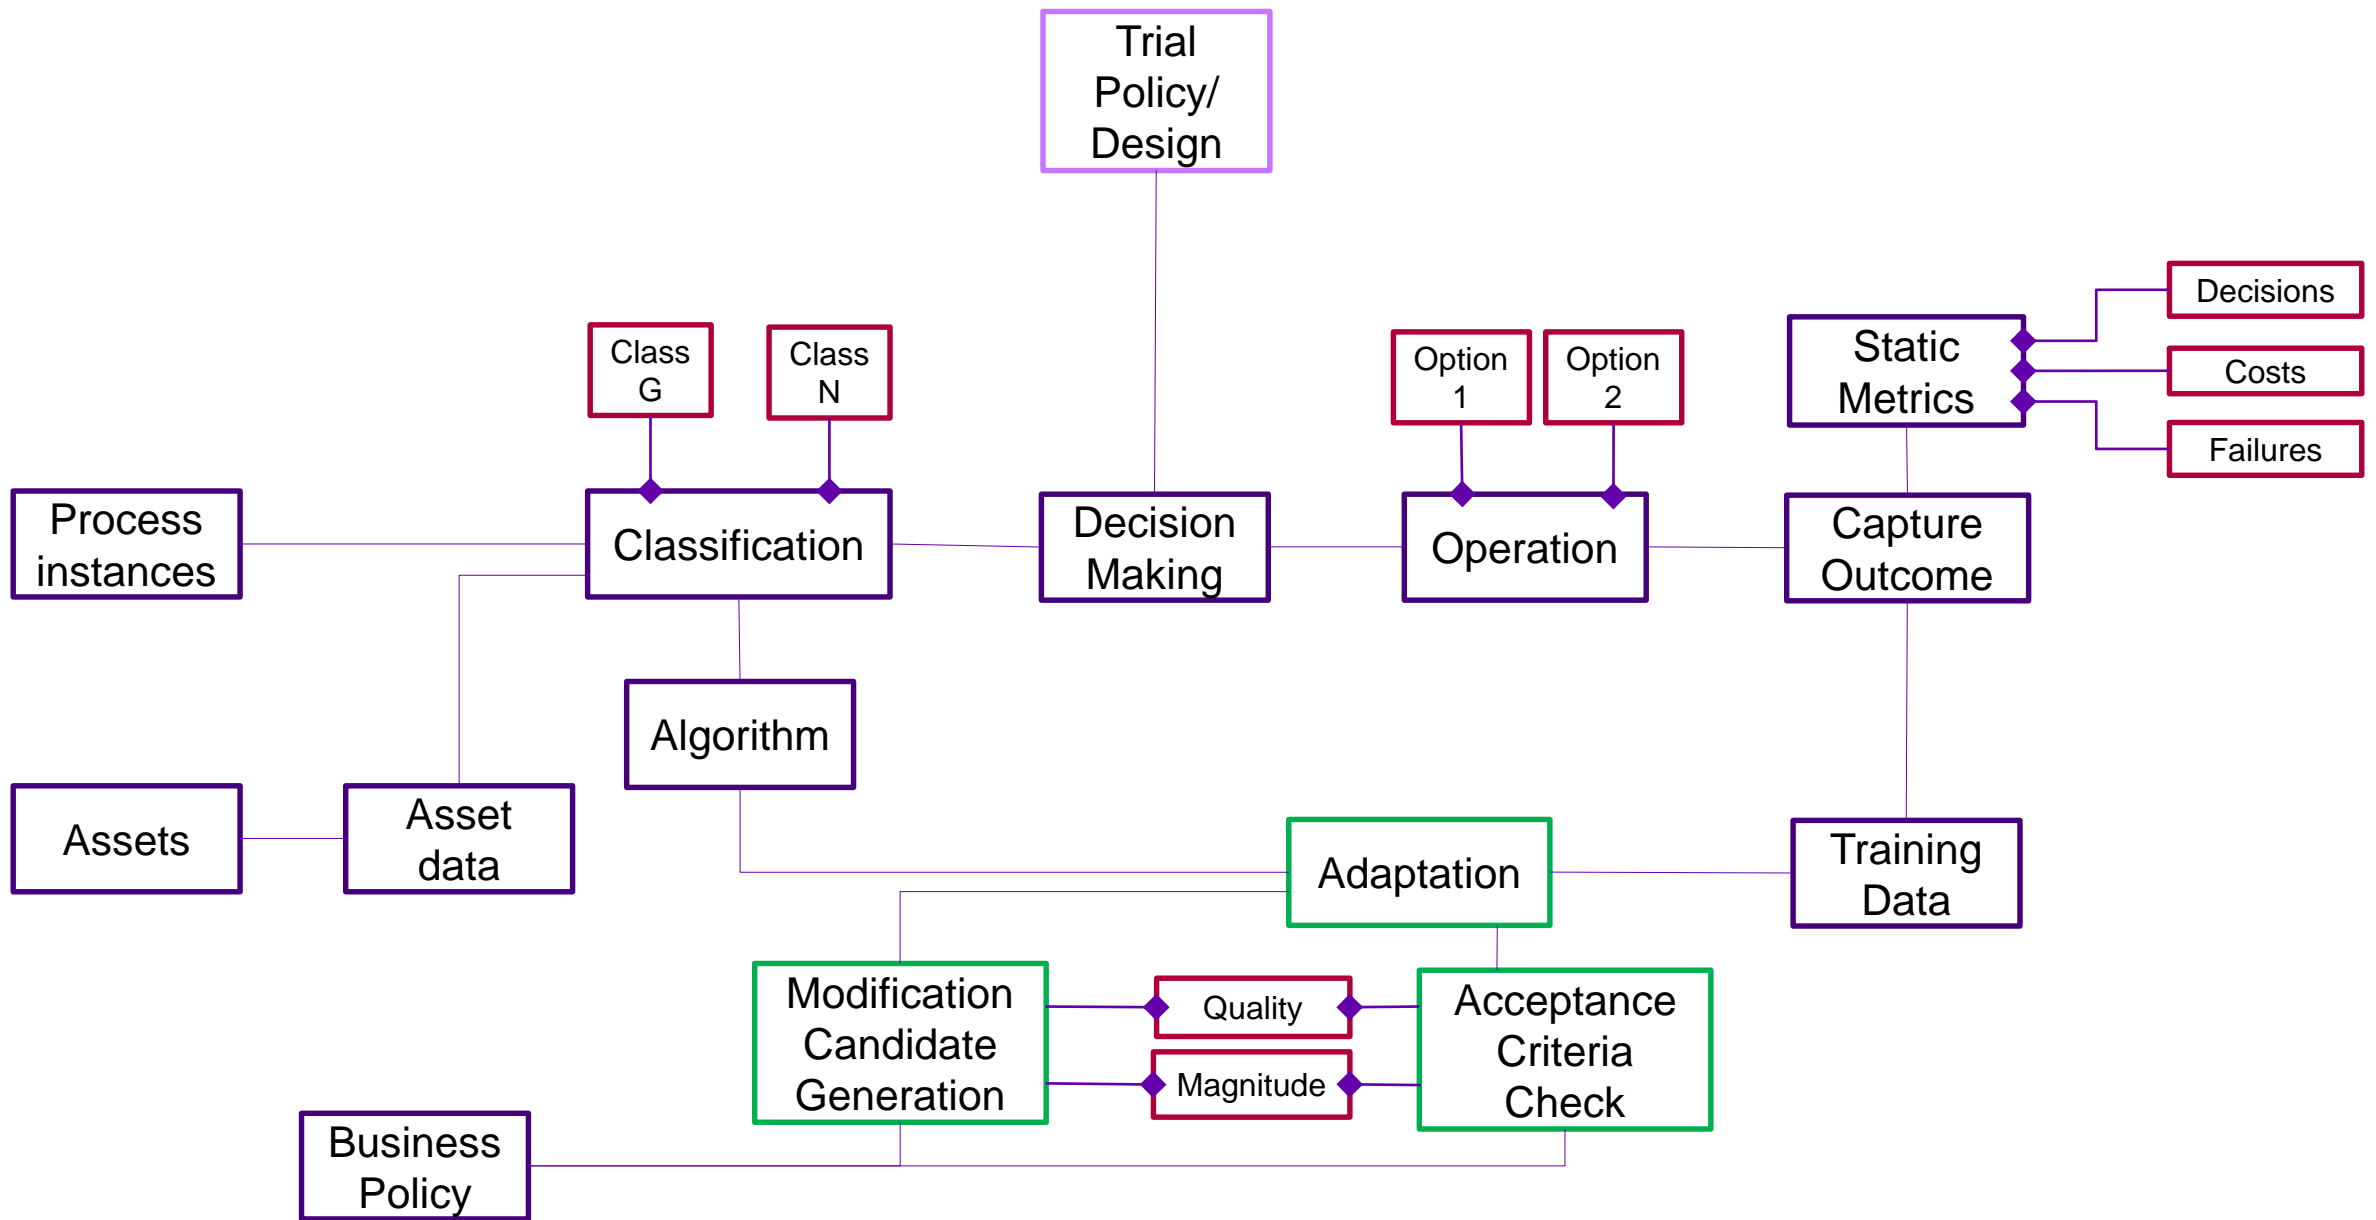 Trial
Policy/
Design
Decisions
Static
Metrics
Costs
Failures
Class
G
Class
N
Option
1
Option
2
Process
instances
Classification
Decision
Making
Operation
Capture
Outcome
Algorithm
Assets
Asset
data
Adaptation
Training
Data
Modification
Candidate
Generation
Quality
Magnitude
Acceptance
Criteria
Check
Business
Policy